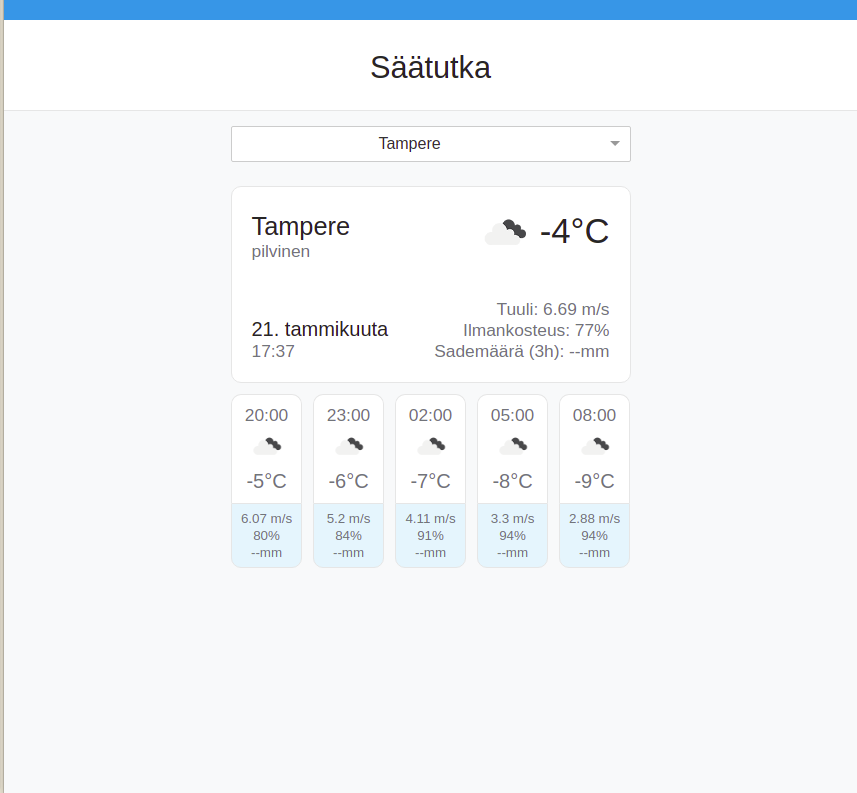 Säätutka
Tampere
Tampere
pilvinen
-4°C
21. tammikuuta
17:37
Tuuli: 6.69 m/s
Ilmankosteus: 77%
Sademäärä (3h): --mm
20:00
-5°C
6.07 m/s
80%
--mm
23:00
-6°C
5.2 m/s
84%
--mm
02:00
-7°C
4.11 m/s
91%
--mm
05:00
-8°C
3.3 m/s
94%
--mm
08:00
-9°C
2.88 m/s
94%
--mm